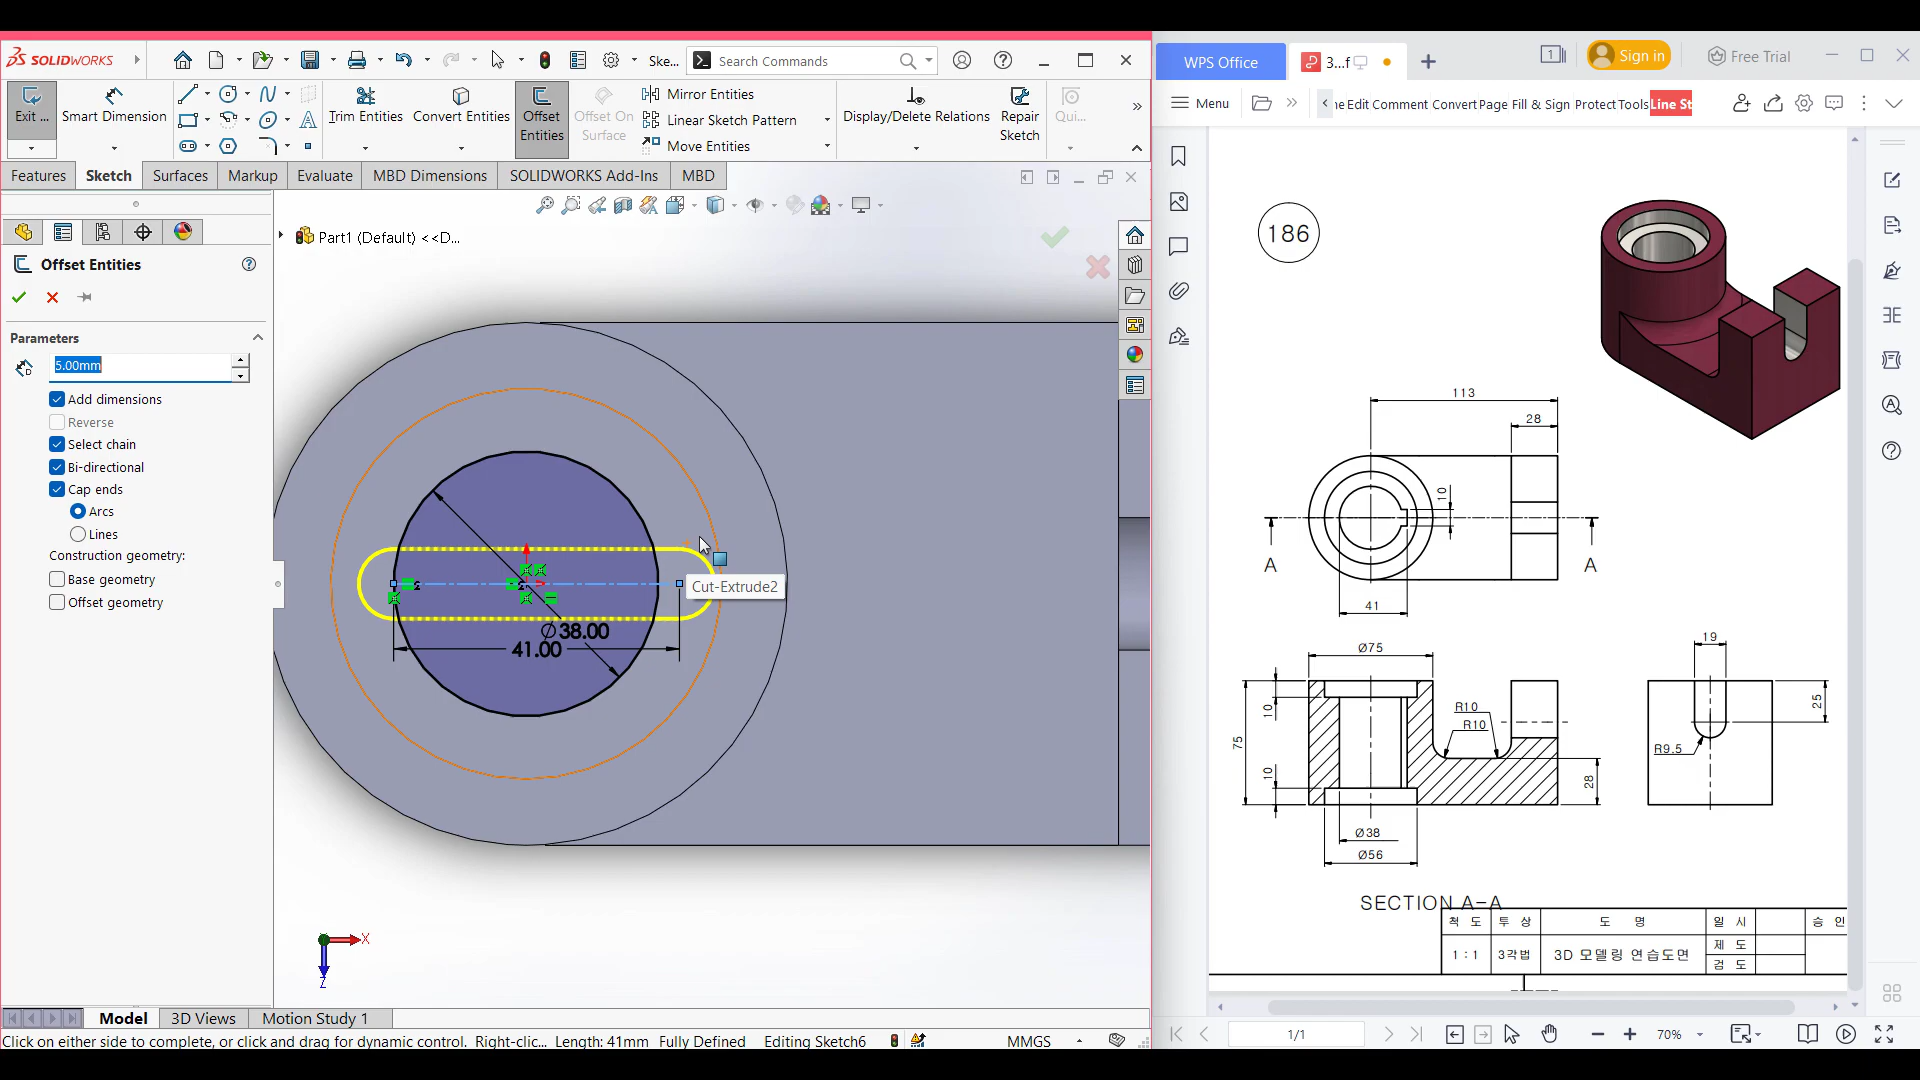 SOLIDWORKS
Ske...
Search Commands
WPS Office
3...f
Sign in
Free Trial
Exit ...
Smart Dimension
Trim Entities
Convert Entities
Offset Entities
Offset On Surface
Mirror Entities
Linear Sketch Pattern
Move Entities
Display/Delete Relations
Repair Sketch
Qui...
Menu
ne Edit Comment Convert Page Fill & Sign Protect Tools Line St
Features
Sketch
Surfaces
Markup
Evaluate
MBD Dimensions
SOLIDWORKS Add-Ins
MBD
Part1 (Default) <<D...
Offset Entities
Parameters
5.00mm
Add dimensions
Reverse
Select chain
Bi-directional
Cap ends
Arcs
Lines
Construction geometry:
Base geometry
Offset geometry
Cut-Extrude2
∅38.00
41.00
X
Z
186
113
28
10
A
A
41
Ø75
19
10
R10
R10
25
75
R9.5
10
28
Ø38
Ø56
SECTION A-A
척 도
투 상
도 명
일 시
승 인
1 : 1
3각법
3D 모델링 연습도면
제 도
검 도
Model
3D Views
Motion Study 1
Click on either side to complete, or click and drag for dynamic control. Right-clic...
Length: 41mm
Fully Defined
Editing Sketch6
MMGS
1/1
70%